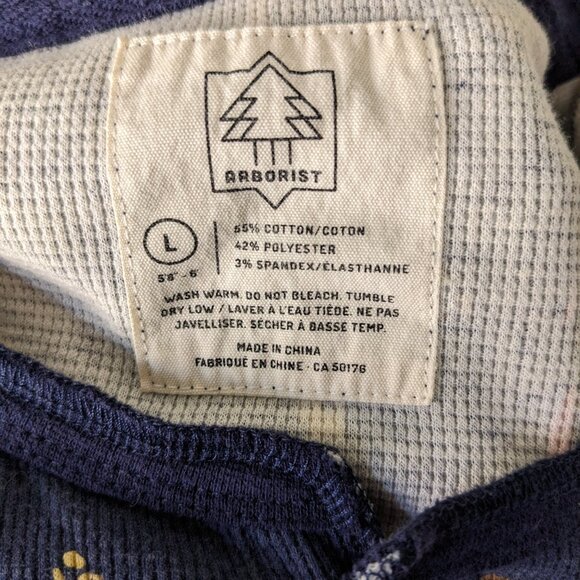 ARBORIST
L
5'8" - 6'
55% COTTON/COTON
42% POLYESTER
3% SPANDEX/ÉLASTHANNE
WASH WARM. DO NOT BLEACH. TUMBLE
DRY LOW / LAVER À L'EAU TIÈDE. NE PAS
JAVELLISER. SÉCHER À BASSE TEMP.
MADE IN CHINA
FABRIQUÉ EN CHINE · CA 50176